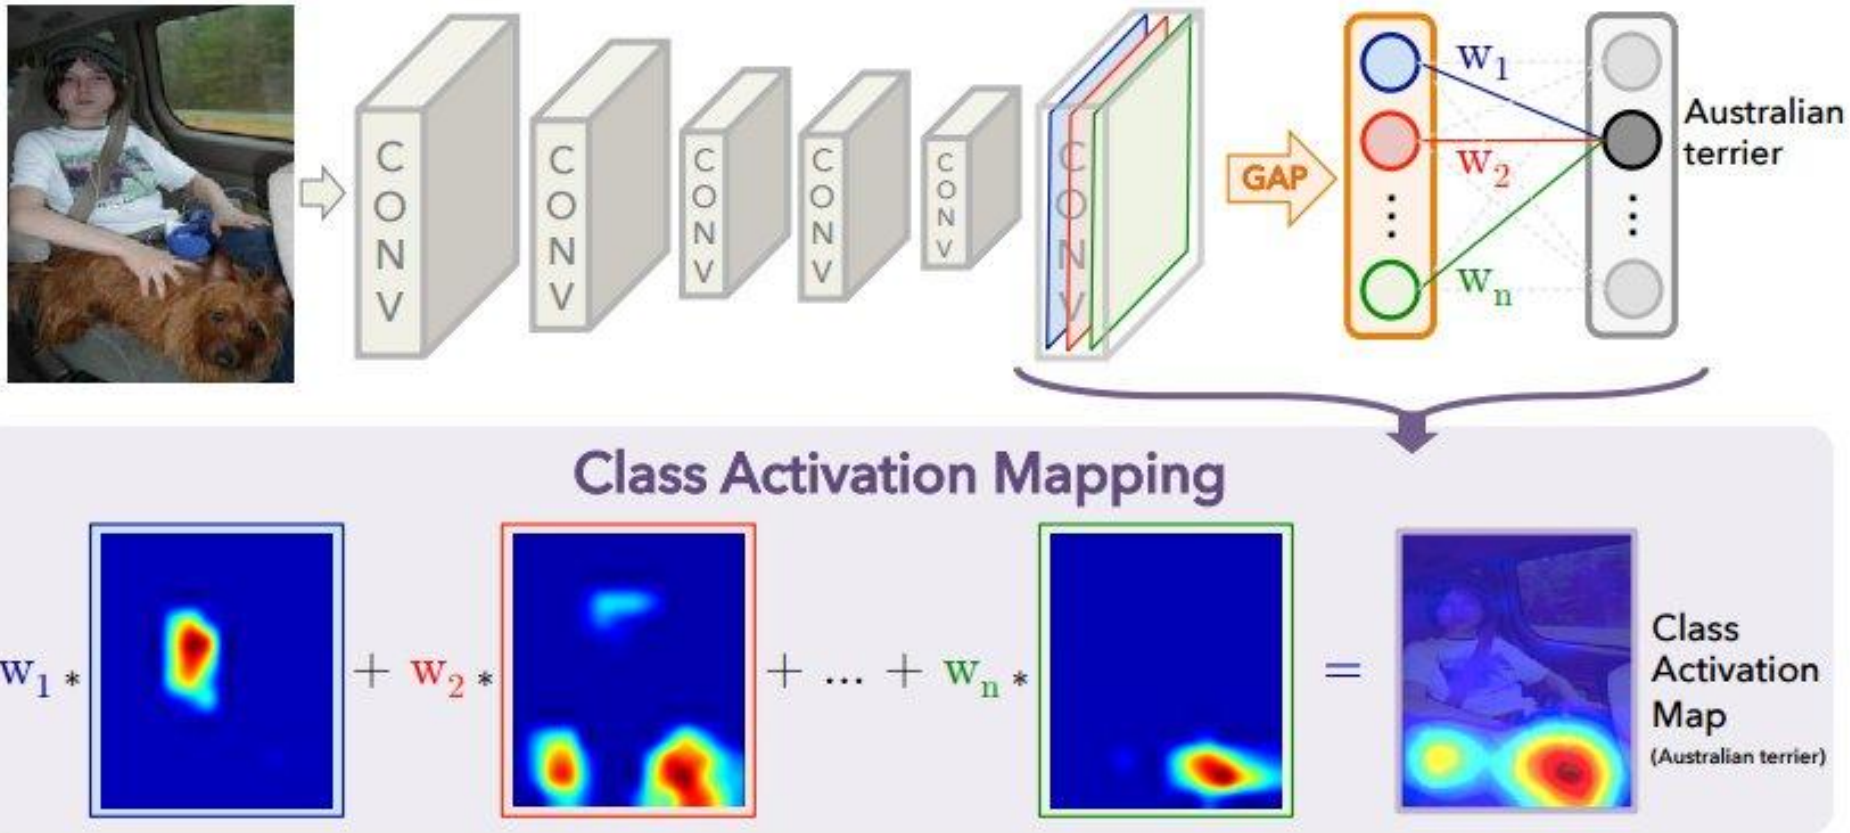 CONV
CONV
CONV
CONV
CONV
CONV
GAP
w1
w2
⋮
wn
⋮
Australian
terrier
Class Activation Mapping
w1 * + w2 * + ... + wn * =
Class
Activation
Map
(Australian terrier)